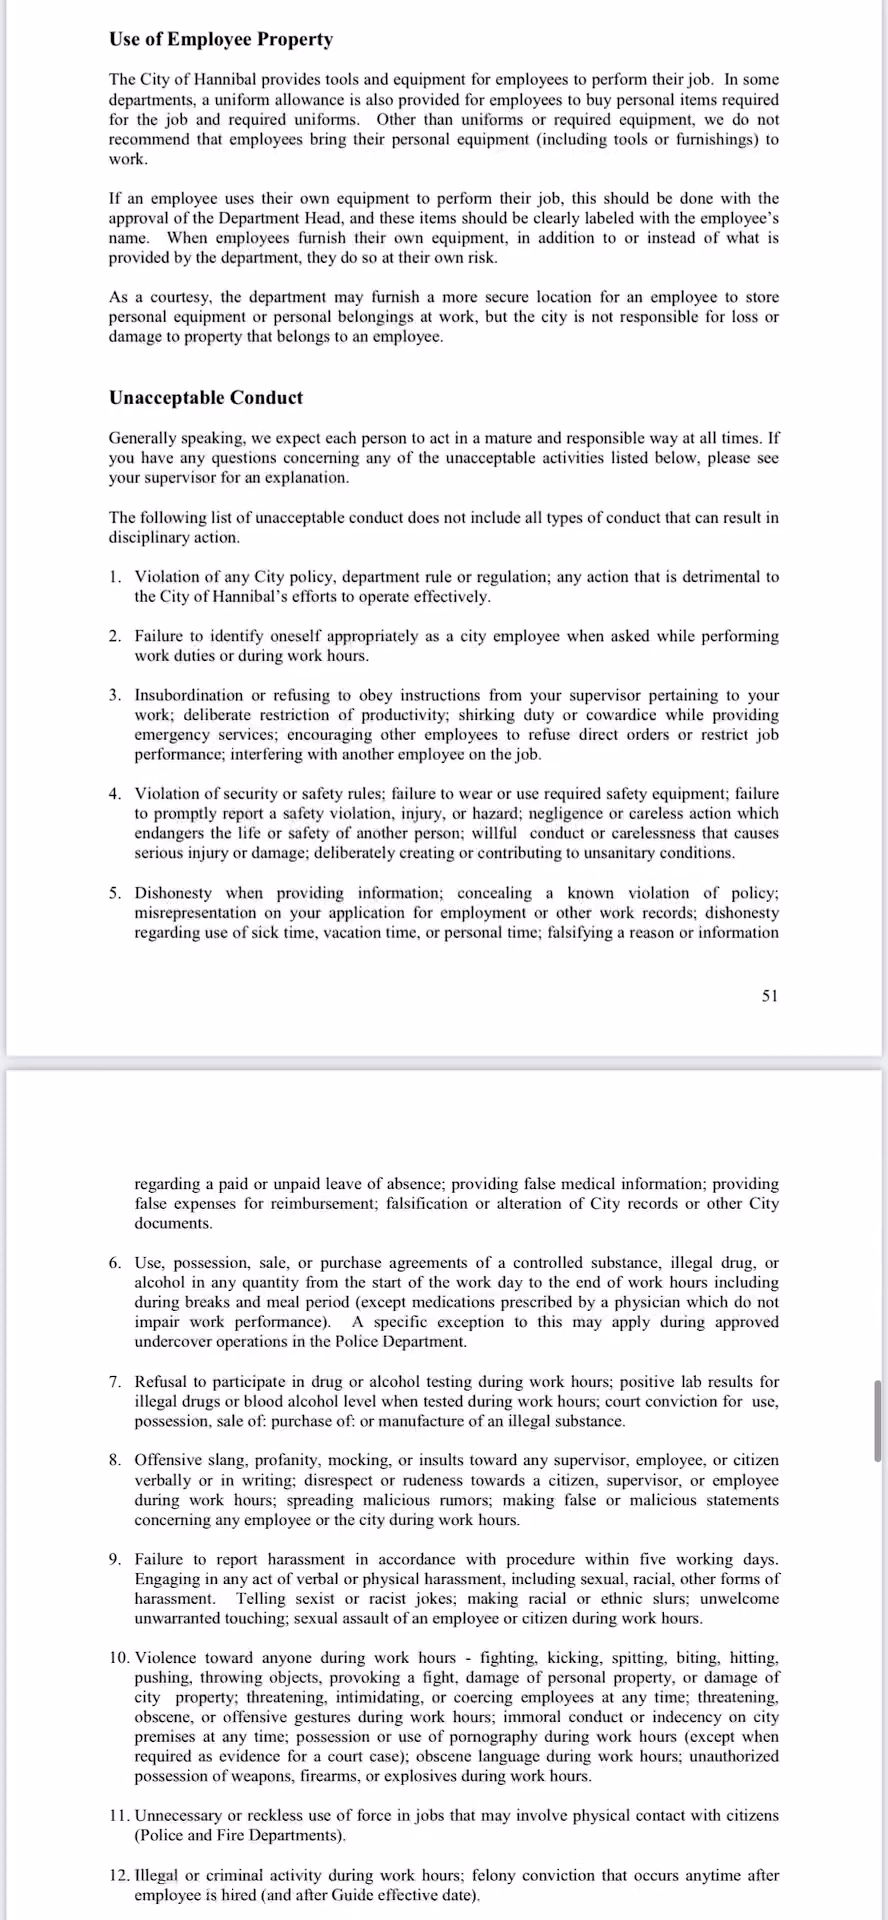 Use of Employee Property
The City of Hannibal provides tools and equipment for employees to perform their job. In some
departments, a uniform allowance is also provided for employees to buy personal items required
for the job and required uniforms. Other than uniforms or required equipment, we do not
recommend that employees bring their personal equipment (including tools or furnishings) to
work.
If an employee uses their own equipment to perform their job, this should be done with the
approval of the Department Head, and these items should be clearly labeled with the employee's
name. When employees furnish their own equipment, in addition to or instead of what is
provided by the department, they do so at their own risk.
As a courtesy, the department may furnish a more secure location for an employee to store
personal equipment or personal belongings at work, but the city is not responsible for loss or
damage to property that belongs to an employee.
Unacceptable Conduct
Generally speaking, we expect each person to act in a mature and responsible way at all times. If
you have any questions concerning any of the unacceptable activities listed below, please see
your supervisor for an explanation.
The following list of unacceptable conduct does not include all types of conduct that can result in
disciplinary action.
1. Violation of any City policy, department rule or regulation; any action that is detrimental to
the City of Hannibal's efforts to operate effectively.
2. Failure to identify oneself appropriately as a city employee when asked while performing
work duties or during work hours.
3. Insubordination or refusing to obey instructions from your supervisor pertaining to your
work; deliberate restriction of productivity; shirking duty or cowardice while providing
emergency services; encouraging other employees to refuse direct orders or restrict job
performance; interfering with another employee on the job.
4. Violation of security or safety rules; failure to wear or use required safety equipment; failure
to promptly report a safety violation, injury, or hazard; negligence or careless action which
endangers the life or safety of another person; willful conduct or carelessness that causes
serious injury or damage; deliberately creating or contributing to unsanitary conditions.
5. Dishonesty when providing information; concealing a known violation of policy;
misrepresentation on your application for employment or other work records; dishonesty
regarding use of sick time, vacation time, or personal time; falsifying a reason or information
51
regarding a paid or unpaid leave of absence; providing false medical information; providing
false expenses for reimbursement; falsification or alteration of City records or other City
documents.
6. Use, possession, sale, or purchase agreements of a controlled substance, illegal drug, or
alcohol in any quantity from the start of the work day to the end of work hours including
during breaks and meal period (except medications prescribed by a physician which do not
impair work performance). A specific exception to this may apply during approved
undercover operations in the Police Department.
7. Refusal to participate in drug or alcohol testing during work hours; positive lab results for
illegal drugs or blood alcohol level when tested during work hours; court conviction for use,
possession, sale of: purchase of: or manufacture of an illegal substance.
8. Offensive slang, profanity, mocking, or insults toward any supervisor, employee, or citizen
verbally or in writing; disrespect or rudeness towards a citizen, supervisor, or employee
during work hours; spreading malicious rumors; making false or malicious statements
concerning any employee or the city during work hours.
9. Failure to report harassment in accordance with procedure within five working days.
Engaging in any act of verbal or physical harassment, including sexual, racial, other forms of
harassment. Telling sexist or racist jokes; making racial or ethnic slurs; unwelcome
unwarranted touching; sexual assault of an employee or citizen during work hours.
10. Violence toward anyone during work hours - fighting, kicking, spitting, biting, hitting,
pushing, throwing objects, provoking a fight, damage of personal property, or damage of
city property; threatening, intimidating, or coercing employees at any time; threatening,
obscene, or offensive gestures during work hours; immoral conduct or indecency on city
premises at any time; possession or use of pornography during work hours (except when
required as evidence for a court case); obscene language during work hours; unauthorized
possession of weapons, firearms, or explosives during work hours.
11. Unnecessary or reckless use of force in jobs that may involve physical contact with citizens
(Police and Fire Departments).
12. Illegal or criminal activity during work hours; felony conviction that occurs anytime after
employee is hired (and after Guide effective date).